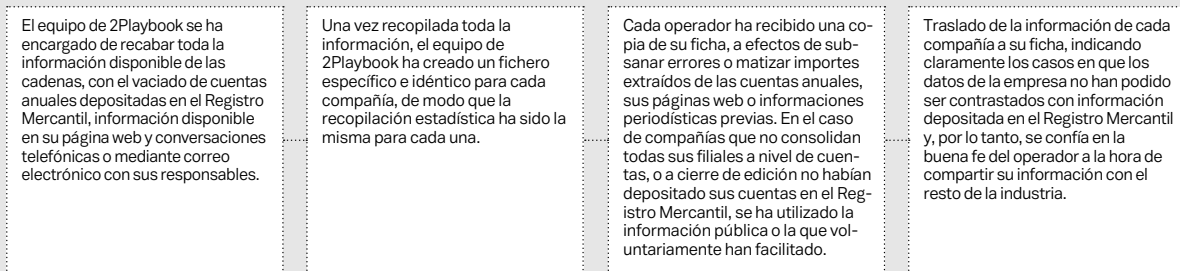 El equipo de 2Playbook se ha
encargado de recabar toda la
información disponible de las
cadenas, con el vaciado de cuentas
anuales depositadas en el Registro
Mercantil, información disponible
en su página web y conversaciones
telefónicas o mediante correo
electrónico con sus responsables.
Una vez recopilada toda la
información, el equipo de
2Playbook ha creado un fichero
específico e idéntico para cada
compañía, de modo que la
recopilación estadística ha sido la
misma para cada una.
Cada operador ha recibido una co-
pia de su ficha, a efectos de sub-
sanar errores o matizar importes
extraídos de las cuentas anuales,
sus páginas web o informaciones
periodísticas previas. En el caso
de compañías que no consolidan
todas sus filiales a nivel de cuen-
tas, o a cierre de edición no habían
depositado sus cuentas en el Reg-
istro Mercantil, se ha utilizado la
información pública o la que vol-
untariamente han facilitado.
Traslado de la información de cada
compañía a su ficha, indicando
claramente los casos en que los
datos de la empresa no han podido
ser contrastados con información
depositada en el Registro Mercantil
y, por lo tanto, se confía en la
buena fe del operador a la hora de
compartir su información con el
resto de la industria.